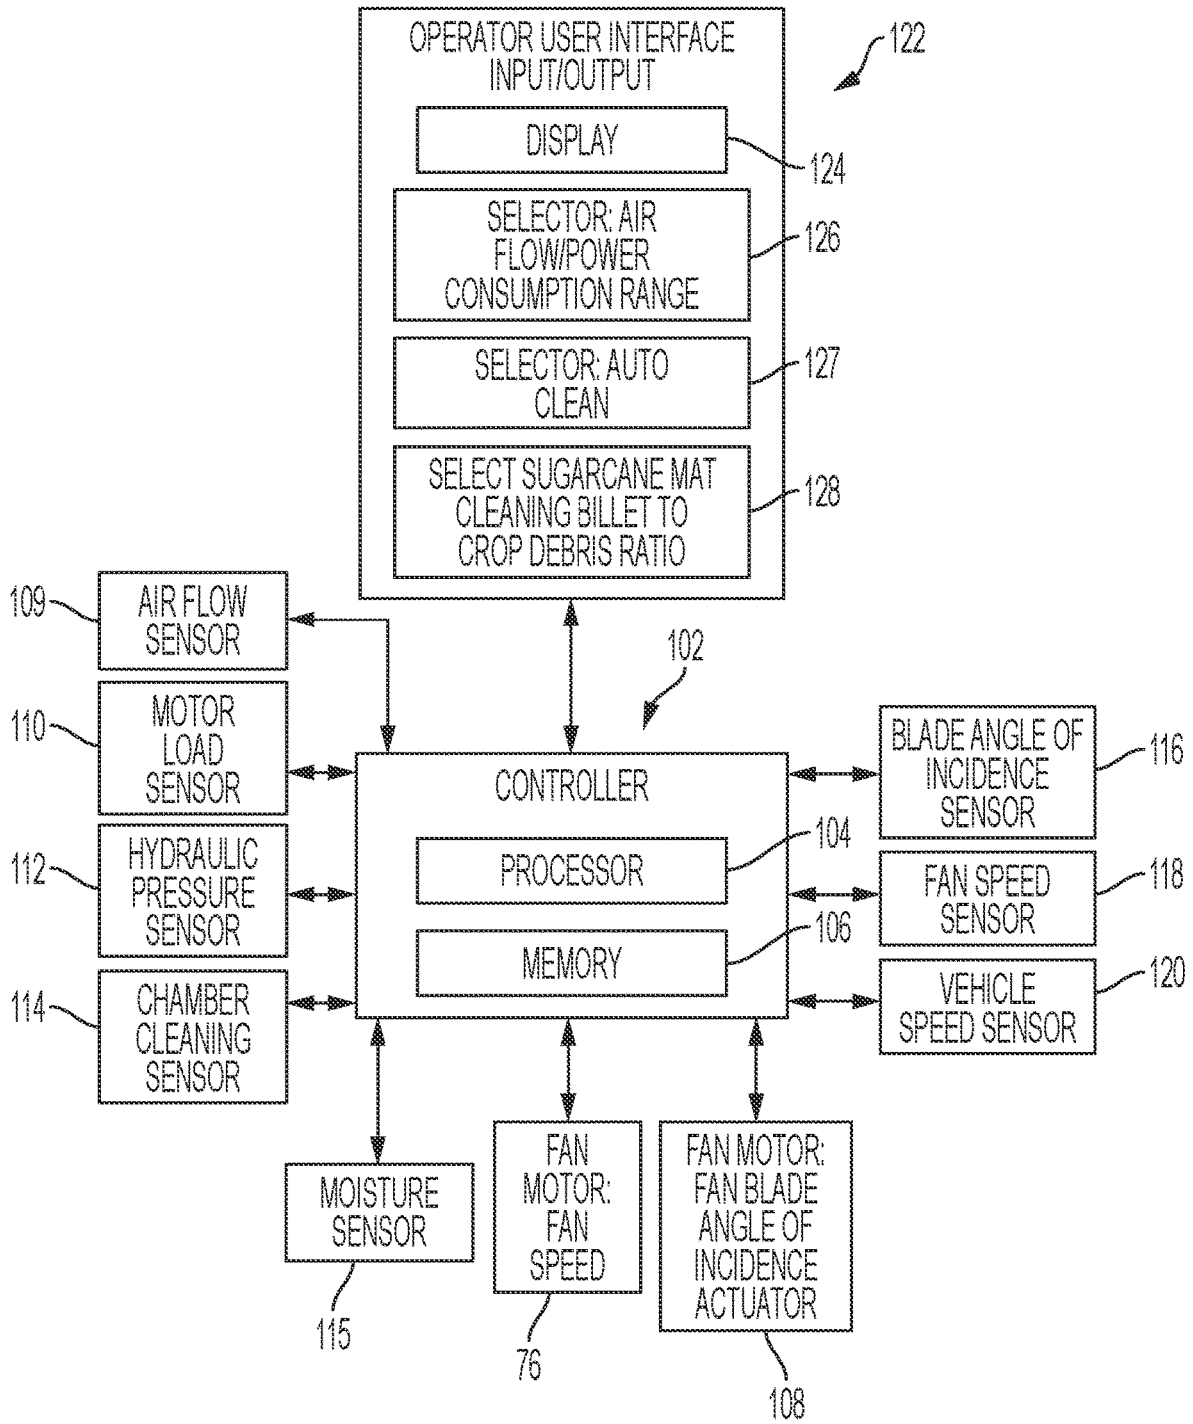 OPERATOR USER INTERFACE
INPUT/OUTPUT
122
DISPLAY
124
SELECTOR: AIR
FLOW/POWER
CONSUMPTION RANGE
126
SELECTOR: AUTO
CLEAN
127
SELECT SUGARCANE MAT
CLEANING BILLET TO
CROP DEBRIS RATIO
128
109
AIR FLOW
SENSOR
102
110
MOTOR
LOAD
SENSOR
112
HYDRAULIC
PRESSURE
SENSOR
114
CHAMBER
CLEANING
SENSOR
CONTROLLER
PROCESSOR
104
MEMORY
106
BLADE ANGLE OF
INCIDENCE
SENSOR
116
FAN SPEED
SENSOR
118
VEHICLE
SPEED SENSOR
120
MOISTURE
SENSOR
115
FAN
MOTOR:
FAN
SPEED
76
FAN MOTOR:
FAN BLADE
ANGLE OF
INCIDENCE
ACTUATOR
108